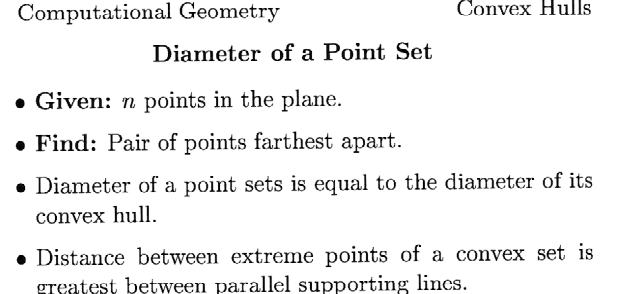 Computational Geometry Convex Hulls
Diameter of a Point Set
• Given: n points in the plane.
• Find: Pair of points farthest apart.
• Diameter of a point sets is equal to the diameter of its
convex hull.
• Distance between extreme points of a convex set is
greatest between parallel supporting lines.